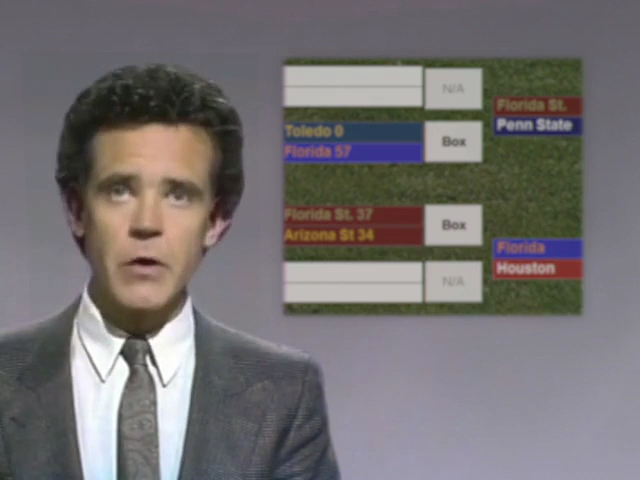 N/A
Florida St.
Penn State
Toledo 0
Box
Florida 57
Florida St. 37
Box
Arizona St 34
Florida
Houston
N/A